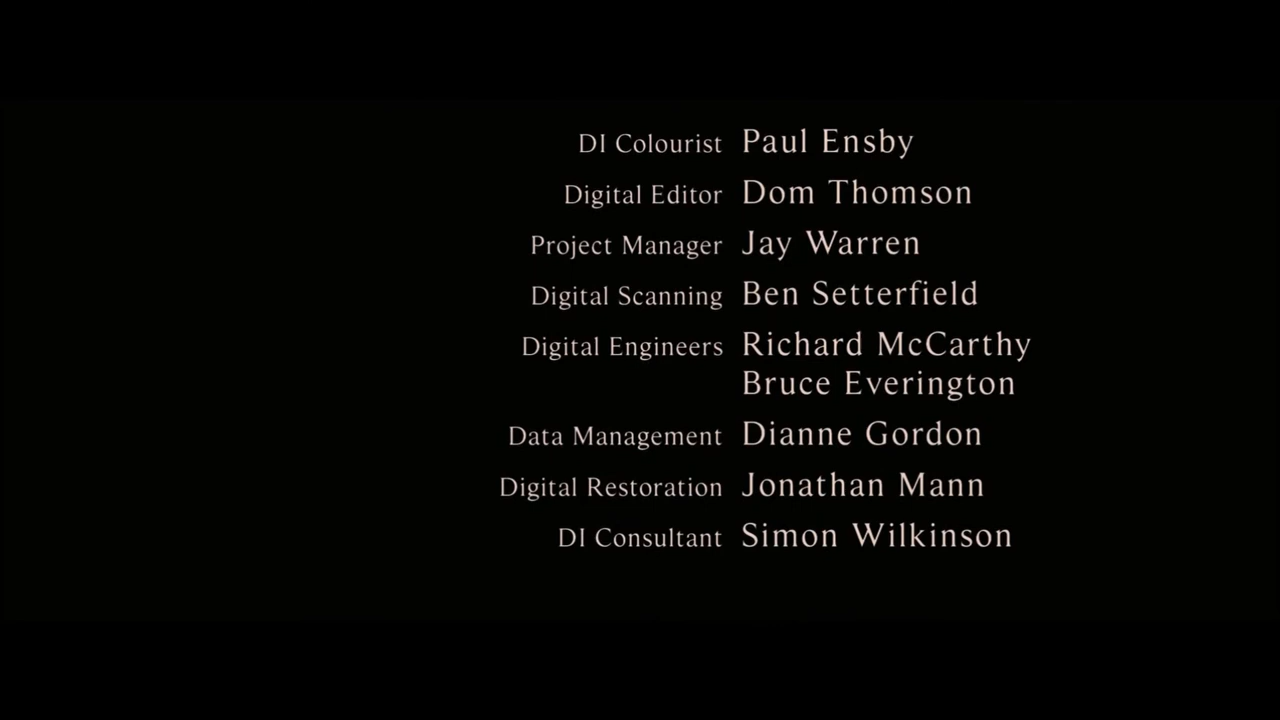 DI Colourist Paul Ensby
Digital Editor Dom Thomson
Project Manager Jay Warren
Digital Scanning Ben Setterfield
Digital Engineers Richard McCarthy
Bruce Everington
Data Management Dianne Gordon
Digital Restoration Jonathan Mann
DI Consultant Simon Wilkinson